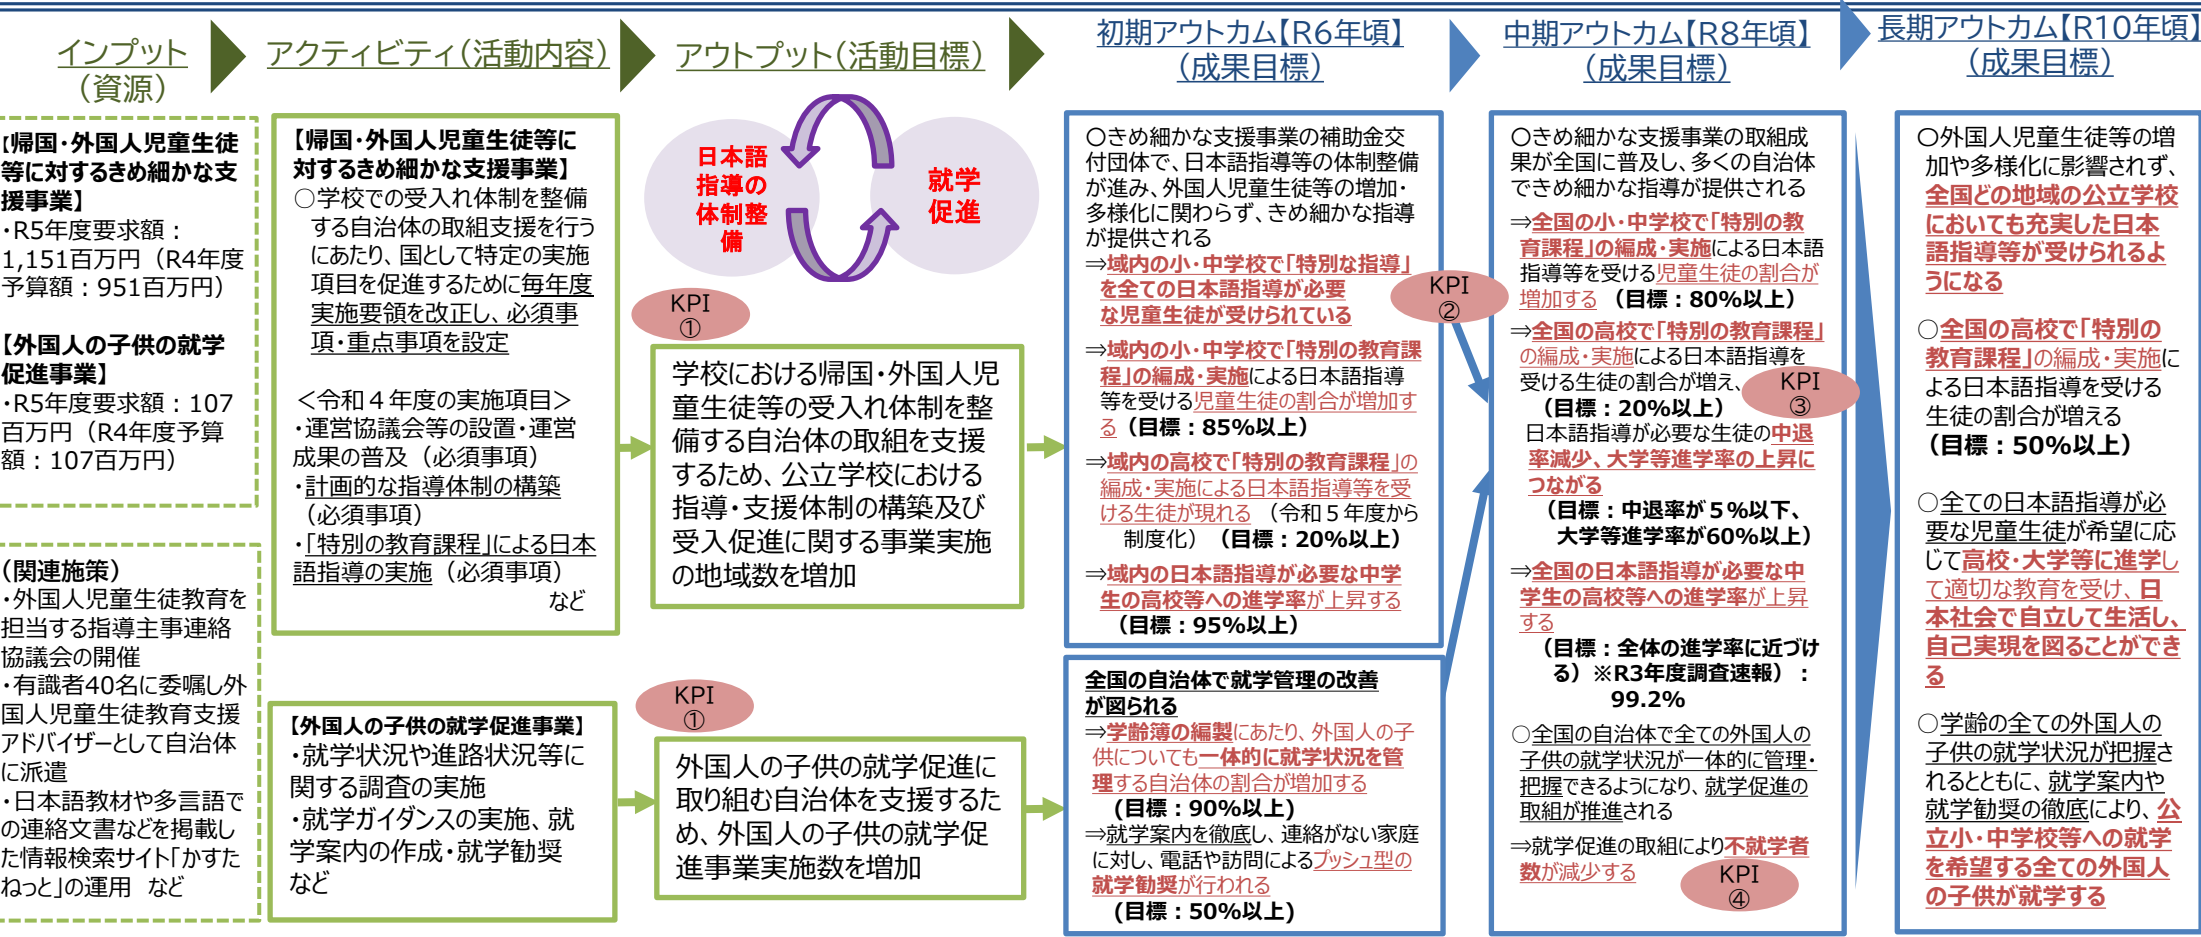 インプット
(資源)
アクティビティ(活動内容)
アウトプット(活動目標)
初期アウトカム【R6年頃】
(成果目標)
中期アウトカム【R8年頃】
(成果目標)
長期アウトカム【R10年頃】
(成果目標)
【帰国・外国人児童生徒
等に対するきめ細かな支
援事業】
・R5年度要求額：
1,151百万円（R4年度
予算額：951百万円）
【外国人の子供の就学
促進事業】
・R5年度要求額：107
百万円（R4年度予算
額：107百万円）
（関連施策）
・外国人児童生徒教育を
担当する指導主事連絡
協議会の開催
・有識者40名に委嘱し外
国人児童生徒教育支援
アドバイザーとして自治体
に派遣
・日本語教材や多言語で
の連絡文書などを掲載し
た情報検索サイト「かすた
ねっと」の運用 など
【帰国・外国人児童生徒等に
対するきめ細かな支援事業】
○学校での受入れ体制を整備
する自治体の取組支援を行う
にあたり、国として特定の実施
項目を促進するために毎年度
実施要領を改正し、必須事
項・重点事項を設定
＜令和４年度の実施項目＞
・運営協議会等の設置・運営
成果の普及（必須事項）
・計画的な指導体制の構築
（必須事項）
・「特別の教育課程」による日本
語指導の実施（必須事項）
など
【外国人の子供の就学促進事業】
・就学状況や進路状況等に
関する調査の実施
・就学ガイダンスの実施、就
学案内の作成・就学勧奨
など
日本語
指導の
体制整
備
就学
促進
KPI
①
学校における帰国・外国人児
童生徒等の受入れ体制を整
備する自治体の取組を支援
するため、公立学校における
指導・支援体制の構築及び
受入促進に関する事業実施
の地域数を増加
KPI
①
外国人の子供の就学促進に
取り組む自治体を支援するた
め、外国人の子供の就学促
進事業実施数を増加
○きめ細かな支援事業の補助金交
付団体で、日本語指導等の体制整備
が進み、外国人児童生徒等の増加・
多様化に関わらず、きめ細かな指導
が提供される
⇒域内の小・中学校で「特別な指導」
を全ての日本語指導が必要
な児童生徒が受けられている
⇒域内の小・中学校で「特別の教育課
程」の編成・実施による日本語指導
等を受ける児童生徒の割合が増加す
る（目標：85%以上）
⇒域内の高校で「特別の教育課程」の
編成・実施による日本語指導等を受
ける生徒が現れる （令和５年度から
制度化）（目標：20%以上）
⇒域内の日本語指導が必要な中学
生の高校等への進学率が上昇する
（目標：95%以上）
全国の自治体で就学管理の改善
が図られる
⇒学齢簿の編製にあたり、外国人の子
供についても一体的に就学状況を管
理する自治体の割合が増加する
(目標：90%以上)
⇒就学案内を徹底し、連絡がない家庭
に対し、電話や訪問によるプッシュ型の
就学勧奨が行われる
(目標：50%以上)
KPI
②
○きめ細かな支援事業の取組成
果が全国に普及し、多くの自治体
できめ細かな指導が提供される
⇒全国の小・中学校で「特別の教
育課程」の編成・実施による日本語
指導等を受ける児童生徒の割合が
増加する （目標：80%以上）
⇒全国の高校で「特別の教育課程」
の編成・実施による日本語指導を
受ける生徒の割合が増え、
（目標：20%以上）
KPI
③
日本語指導が必要な生徒の中退
率減少、大学等進学率の上昇に
つながる
（目標：中退率が５%以下、
大学等進学率が60%以上）
⇒全国の日本語指導が必要な中
学生の高校等への進学率が上昇
する
（目標：全体の進学率に近づけ
る）※R3年度調査速報）：
99.2%
○全国の自治体で全ての外国人の
子供の就学状況が一体的に管理・
把握できるようになり、就学促進の
取組が推進される
⇒就学促進の取組により不就学者
数が減少する
KPI
④
○外国人児童生徒等の増
加や多様化に影響されず、
全国どの地域の公立学校
においても充実した日本
語指導等が受けられるよ
うになる
○全国の高校で「特別の
教育課程」の編成・実施に
よる日本語指導を受ける
生徒の割合が増える
（目標：50%以上）
○全ての日本語指導が必
要な児童生徒が希望に応
じて高校・大学等に進学し
て適切な教育を受け、日
本社会で自立して生活し、
自己実現を図ることができ
る
○学齢の全ての外国人の
子供の就学状況が把握さ
れるとともに、就学案内や
就学勧奨の徹底により、公
立小・中学校等への就学
を希望する全ての外国人
の子供が就学する